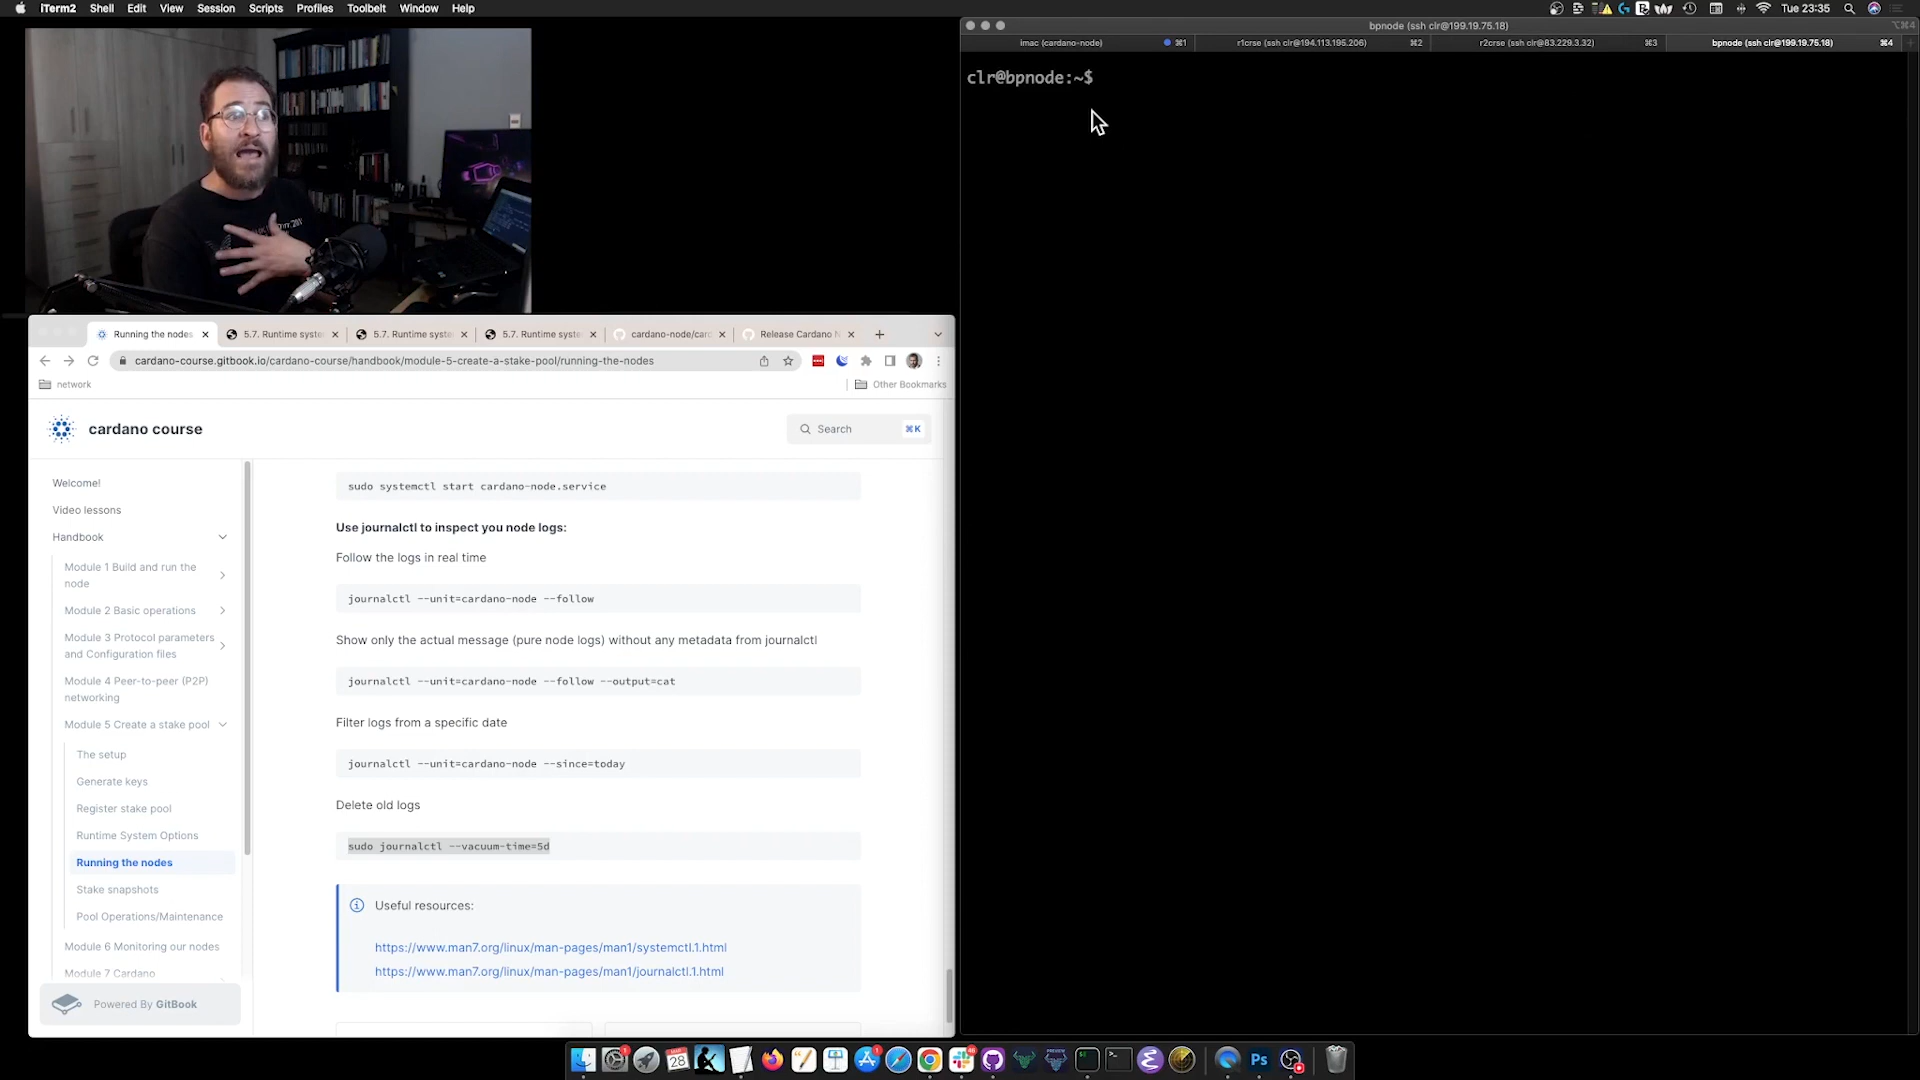 iTerm2 Shell Edit View Session Scripts Profiles Toolbelt Window Help
Tue 23:35
bpnode (ssh clr@199.19.75.18)
⌥⌘4
imac (cardano-node) ⌘1 r1crse (ssh clr@194.113.195.206) ⌘2 r2crse (ssh clr@83.229.3.32) ⌘3 bpnode (ssh clr@199.19.75.18) ⌘4
clr@bpnode:~$
Running the nodes 5.7. Runtime syste 5.7. Runtime syste 5.7. Runtime syste cardano-node/card Release Cardano N
cardano-course.gitbook.io/cardano-course/handbook/module-5-create-a-stake-pool/running-the-nodes
network
Other Bookmarks
cardano course
Search ⌘K
Welcome!
Video lessons
Handbook
Module 1 Build and run the
node
Module 2 Basic operations
Module 3 Protocol parameters
and Configuration files
Module 4 Peer-to-peer (P2P)
networking
Module 5 Create a stake pool
The setup
Generate keys
Register stake pool
Runtime System Options
Running the nodes
Stake snapshots
Pool Operations/Maintenance
Module 6 Monitoring our nodes
Module 7 Cardano
Powered By GitBook
sudo systemctl start cardano-node.service
Use journalctl to inspect you node logs:
Follow the logs in real time
journalctl --unit=cardano-node --follow
Show only the actual message (pure node logs) without any metadata from journalctl
journalctl --unit=cardano-node --follow --output=cat
Filter logs from a specific date
journalctl --unit=cardano-node --since=today
Delete old logs
sudo journalctl --vacuum-time=5d
Useful resources:
https://www.man7.org/linux/man-pages/man1/systemctl.1.html
https://www.man7.org/linux/man-pages/man1/journalctl.1.html
28
Ps